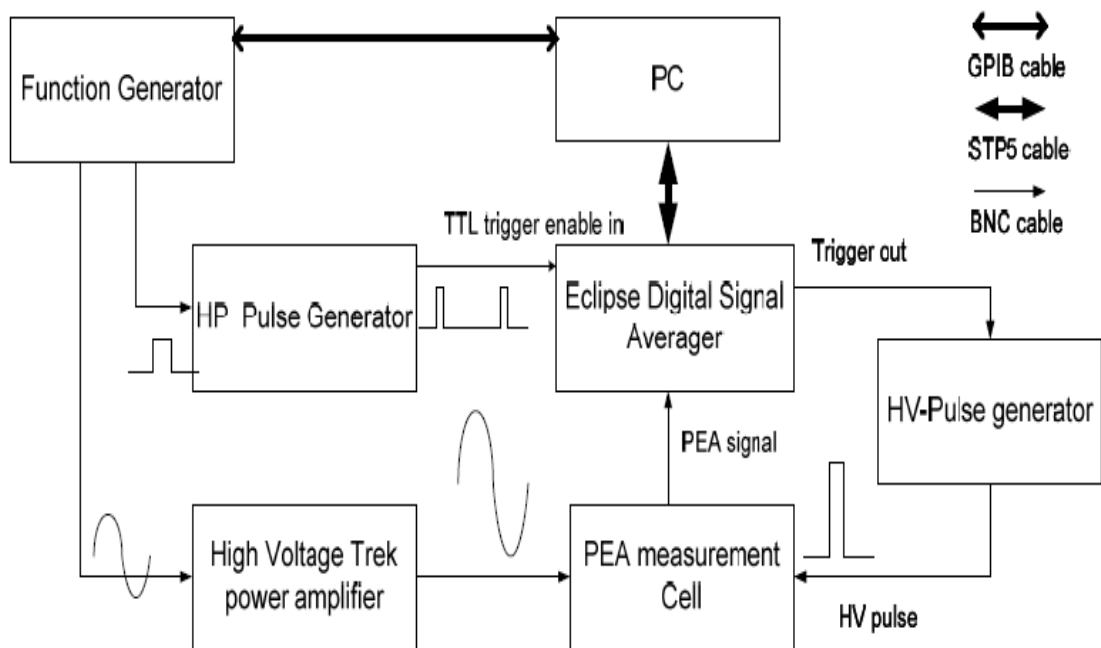 Function Generator
PC
GPIB cable
STP5 cable
BNC cable
TTL trigger enable in
Trigger out
HP Pulse Generator
Eclipse Digital Signal
Averager
HV-Pulse generator
PEA signal
High Voltage Trek
power amplifier
PEA measurement
Cell
HV pulse